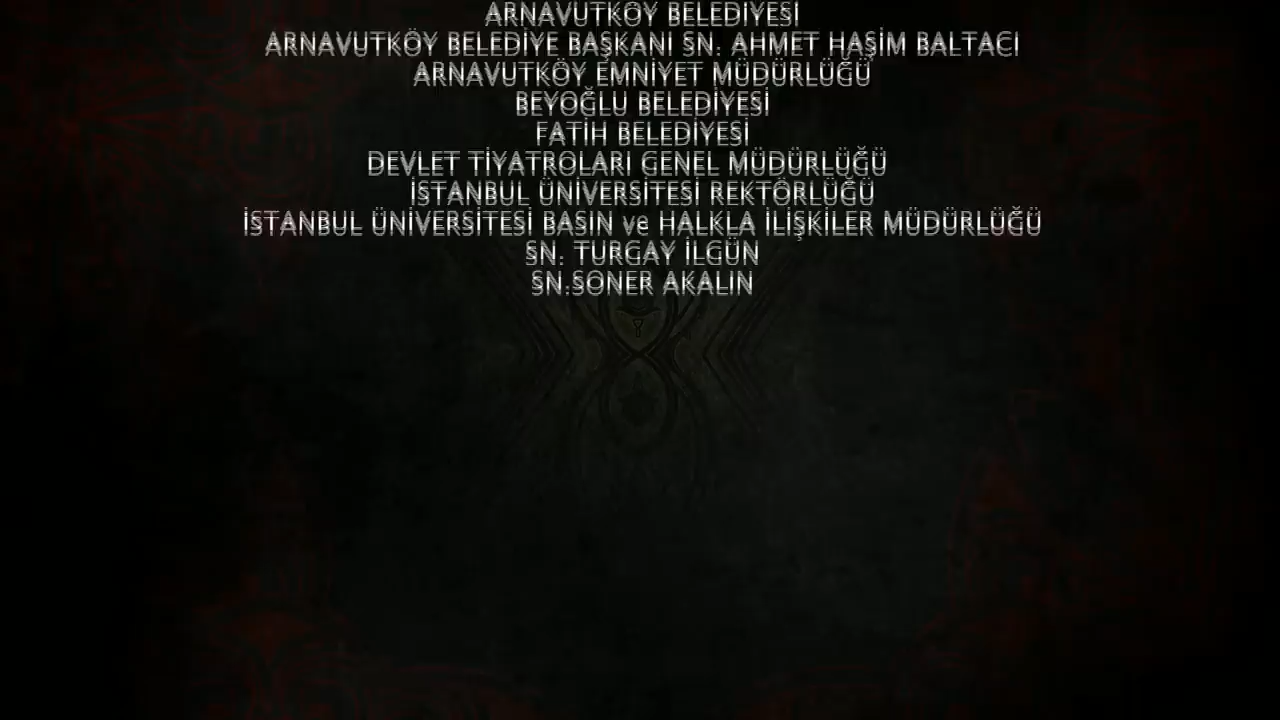 ARNAVUTKÖY BELEDİYESİ
ARNAVUTKÖY BELEDİYE BAŞKANI SN. AHMET HAŞİM BALTACI
ARNAVUTKÖY EMNİYET MÜDÜRLÜĞÜ
BEYOĞLU BELEDİYESİ
FATİH BELEDİYESİ
DEVLET TİYATROLARI GENEL MÜDÜRLÜĞÜ
İSTANBUL ÜNİVERSİTESİ REKTÖRLÜĞÜ
İSTANBUL ÜNİVERSİTESİ BASIN ve HALKLA İLİŞKİLER MÜDÜRLÜĞÜ
SN. TURGAY İLGÜN
SN.SONER AKALIN